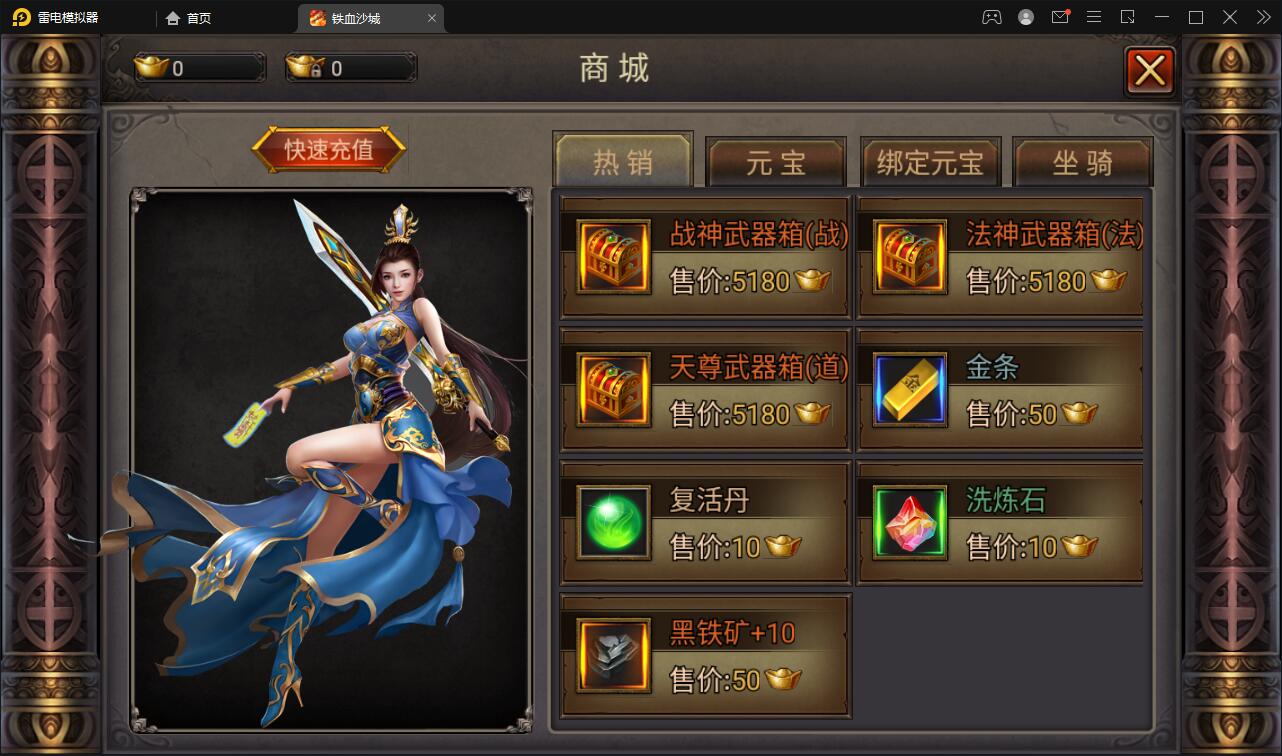 雷电模拟器
首页
铁血沙城
0
0
商城
快速充值
热销
元宝
绑定元宝
坐骑
战神武器箱(战)
售价:5180
法神武器箱(法)
售价:5180
天尊武器箱(道)
售价:5180
金条
售价:50
金
复活丹
售价:10
洗炼石
售价:10
黑铁矿+10
售价:50